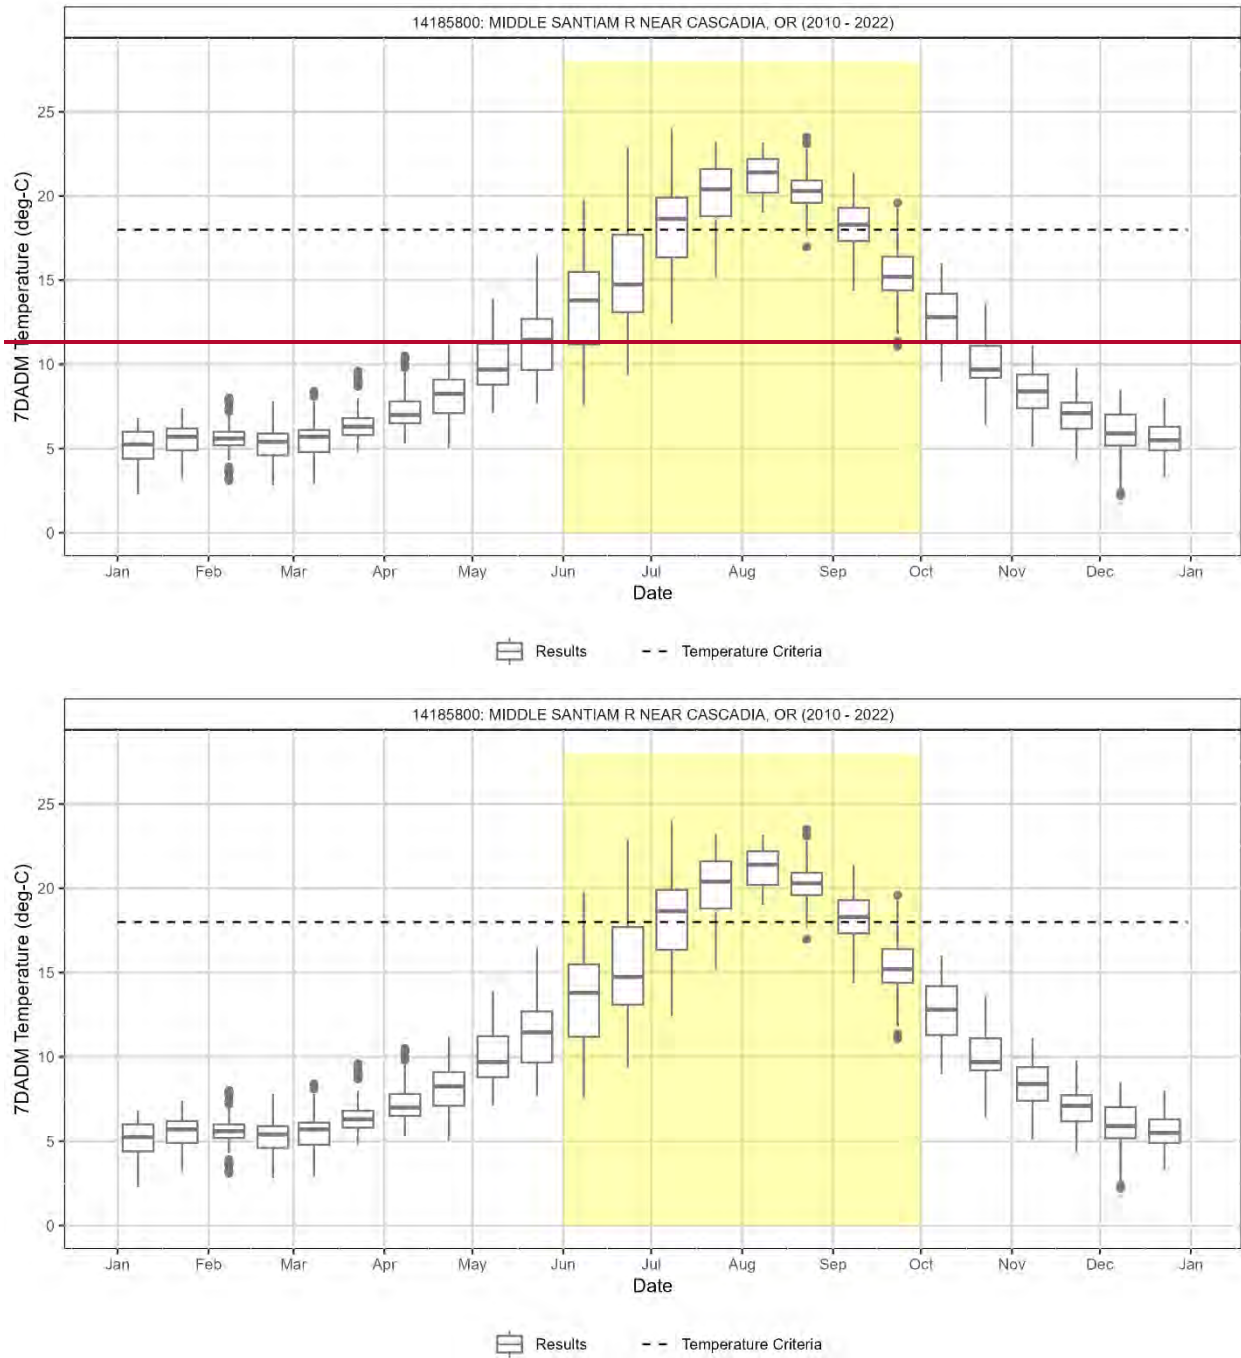 14185800: MIDDLE SANTIAM R NEAR CASCADIA, OR (2010 - 2022)
7DADM Temperature (deg-C)
25
20
15
10
5
0
Jan Feb Mar Apr May Jun Jul Aug Sep Oct Nov Dec Jan
Date
Results Temperature Criteria
14185800: MIDDLE SANTIAM R NEAR CASCADIA, OR (2010 - 2022)
7DADM Temperature (deg-C)
25
20
15
10
5
0
Jan Feb Mar Apr May Jun Jul Aug Sep Oct Nov Dec Jan
Date
Results Temperature Criteria